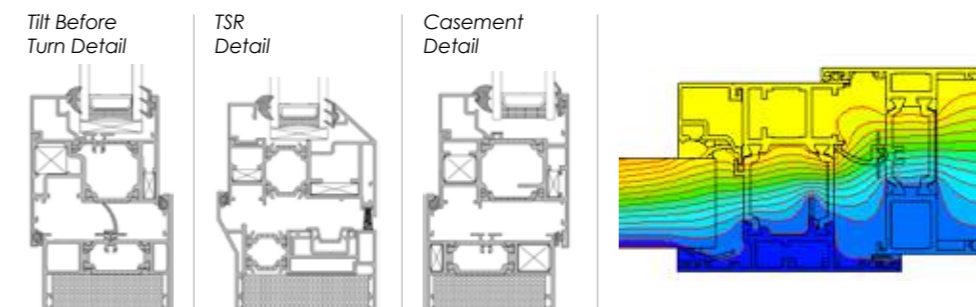 Tilt Before
Turn Detail
TSR
Detail
Casement
Detail